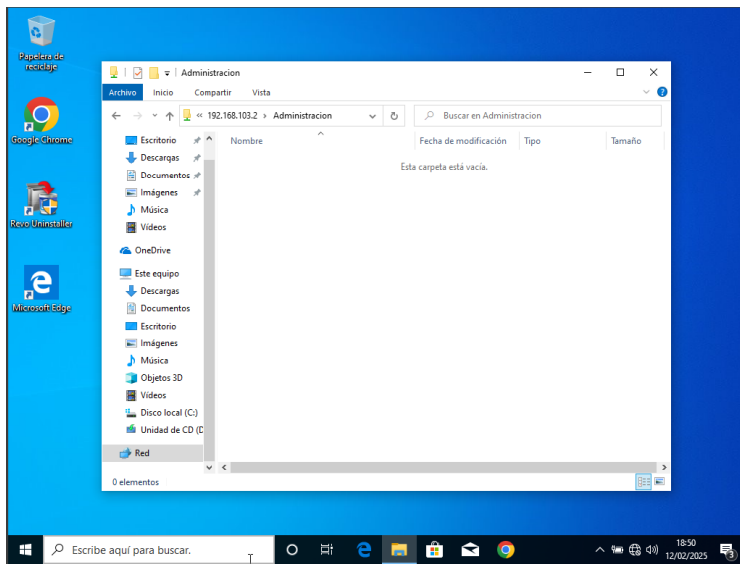 Papelera de
reciclaje
Google Chrome
Revo Uninstaller
Microsoft Edge
Administracion
Archivo Inicio Compartir Vista
« 192.168.103.2 › Administracion
Buscar en Administracion
Nombre Fecha de modificación Tipo Tamaño
Esta carpeta está vacía.
Escritorio
Descargas
Documentos
Imágenes
Música
Vídeos
OneDrive
Este equipo
Descargas
Documentos
Escritorio
Imágenes
Música
Objetos 3D
Vídeos
Disco local (C:)
Unidad de CD (D
Red
0 elementos
Escribe aquí para buscar.
18:50
12/02/2025
3